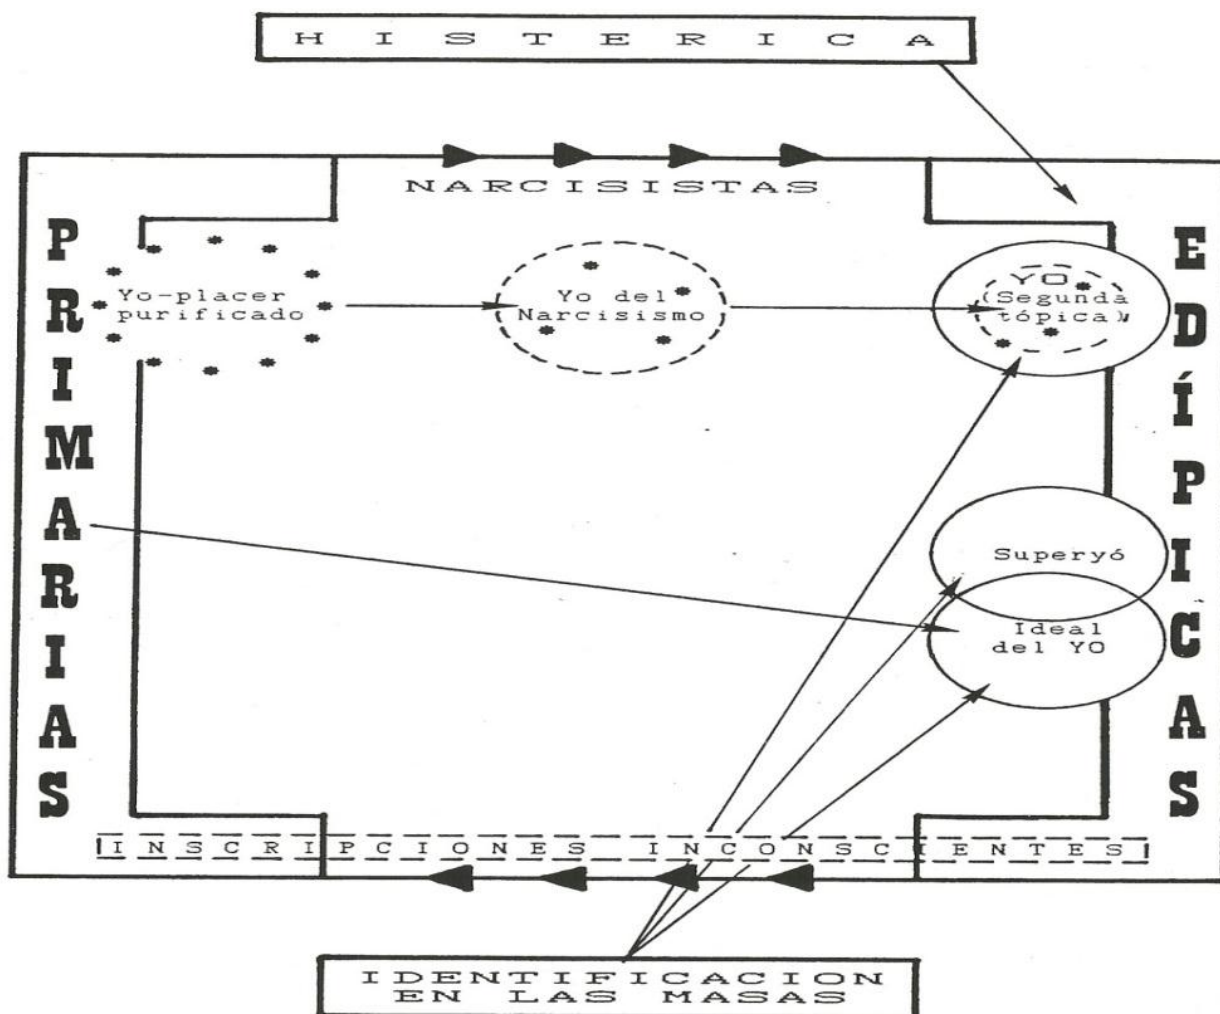 HISTERICA
NARCISISTAS
PRIMARIAS
EDÍPICAS
Yo-placer
purificado
Yo del
Narcisismo
YO
(Segunda
tópica)
Superyó
Ideal
del YO
INSCRIPCIONES INCONSCIENTES
IDENTIFICACION
EN LAS MASAS